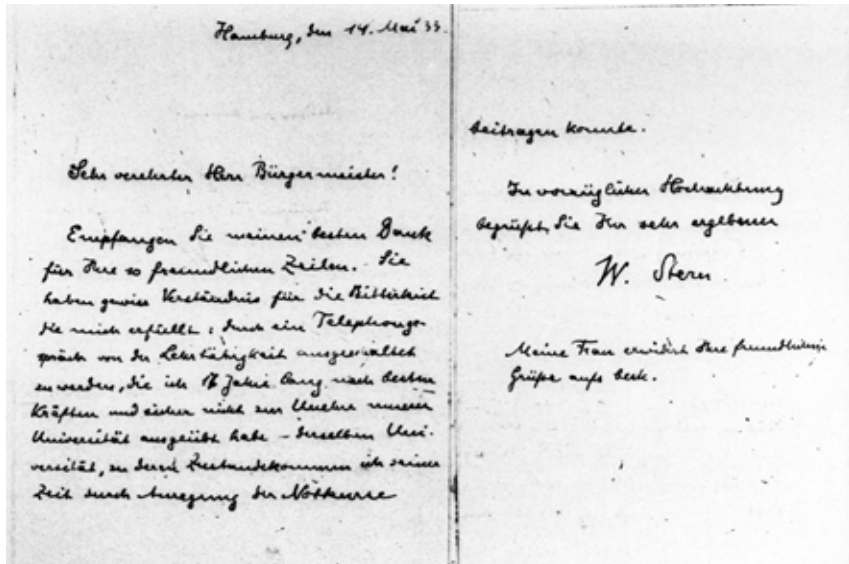 Hamburg, den 14. Mai 33.
Sehr verehrter Herr Bürgermeister!
Empfangen Sie meinen besten Dank
für Ihre so freundlichen Zeilen. Sie
haben gewiss Verständnis für die Bitterkeit
die mich erfüllt: durch ein Telephonge-
spräch von der Lehrtätigkeit ausgeschaltet
zu werden, die ich 17 Jahre lang nach besten
Kräften und sicher nicht zur Unehre unserer
Universität ausgeübt habe – derselben Uni-
versität, zu deren Zustandekommen ich seiner
Zeit durch Anregung der Notkurse
beitragen konnte.
In vorzüglicher Hochachtung
begrüßt Sie Ihr sehr ergebener
W. Stern
Meine Frau erwidert Ihre freundlichen
Grüße aufs beste.